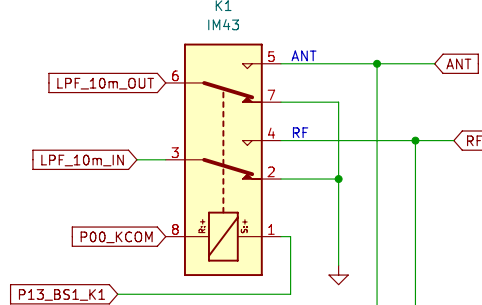 K1
IM43
LPF_10m_OUT
6
5
ANT
ANT
7
4
RF
RF
LPF_10m_IN
3
2
P00_KCOM
8
R:+
S:+
1
P13_BS1_K1